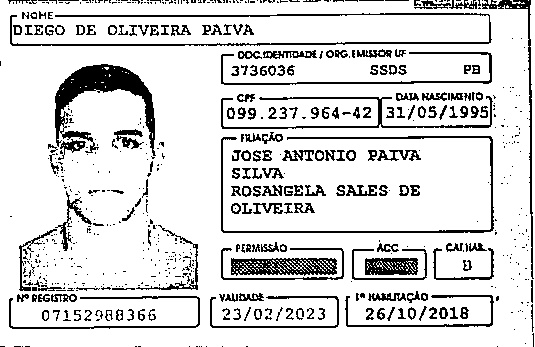 NOME
DIEGO DE OLIVEIRA PAIVA
DOC. IDENTIDADE / ORG. EMISSOR UF
3736036 SSDS PB
CPF
099.237.964-42
DATA NASCIMENTO
31/05/1995
FILIAÇÃO
JOSE ANTONIO PAIVA
SILVA
ROSANGELA SALES DE
OLIVEIRA
PERMISSÃO
ACC
CAT. HAB.
Nº REGISTRO
07152988366
VALIDADE
23/02/2023
1ª HABILITAÇÃO
26/10/2018